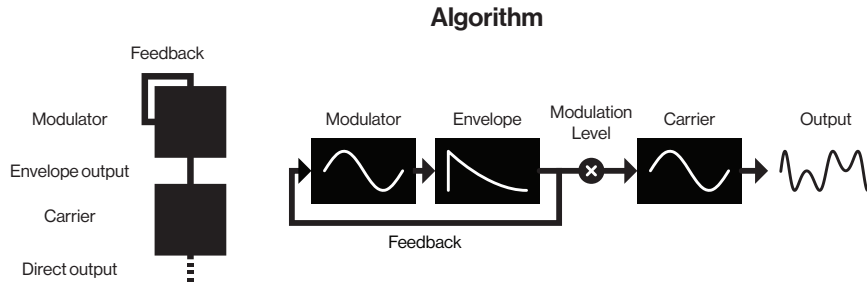 Algorithm
Feedback
Modulator
Envelope output
Carrier
Direct output
Modulator
Envelope
Modulation
Level
Carrier
Output
Feedback